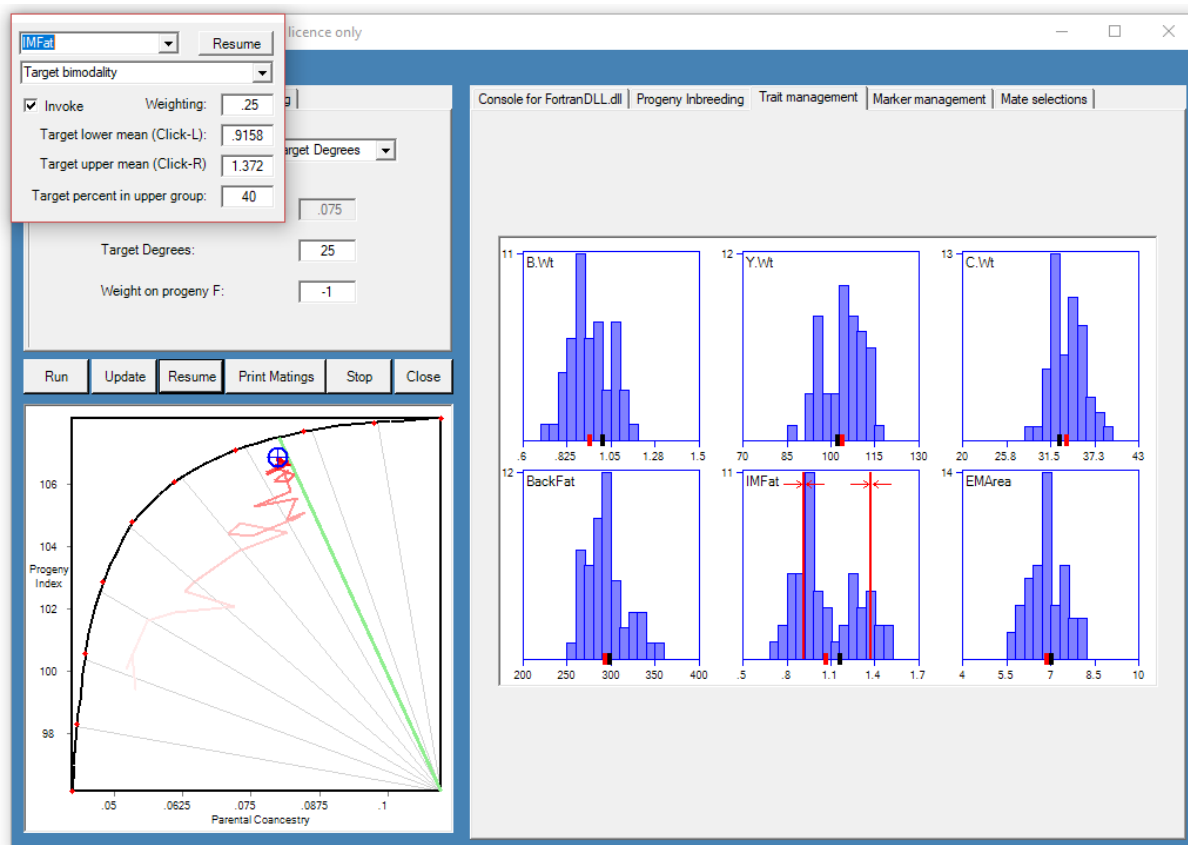 licence only
IMFat
Resume
Target bimodality
Invoke Weighting: .25
Target lower mean (Click-L): .9158
Target upper mean (Click-R) 1.372
Target percent in upper group: 40
Target Degrees
.075
Target Degrees: 25
Weight on progeny F: -1
Run Update Resume Print Matings Stop Close
106
104
Progeny
Index
102
100
98
.05 .0625 .075 .0875 .1
Parental Coancestry
Console for FortranDLL.dll Progeny Inbreeding Trait management Marker management Mate selections
11 B.Wt
.6 .825 1.05 1.28 1.5
12 Y.Wt
70 85 100 115 130
13 C.Wt
20 25.8 31.5 37.3 43
12 BackFat
200 250 300 350 400
11 IMFat
.5 .8 1.1 1.4 1.7
14 EMArea
4 5.5 7 8.5 10